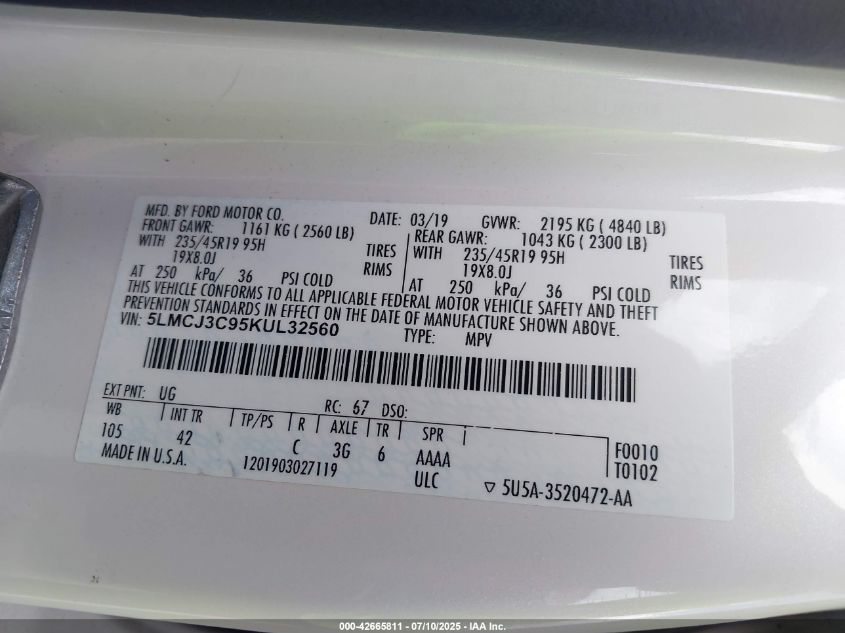 MFD. BY FORD MOTOR CO. DATE: 03/19 GVWR: 2195 KG ( 4840 LB)
FRONT GAWR: 1161 KG ( 2560 LB) REAR GAWR: 1043 KG ( 2300 LB)
WITH 235/45R19 95H TIRES WITH 235/45R19 95H TIRES
19X8.0J RIMS 19X8.0J RIMS
AT 250 kPa/ 36 PSI COLD AT 250 kPa/ 36 PSI COLD
THIS VEHICLE CONFORMS TO ALL APPLICABLE FEDERAL MOTOR VEHICLE SAFETY AND THEFT
PREVENTION STANDARDS IN EFFECT ON THE DATE OF MANUFACTURE SHOWN ABOVE.
VIN: 5LMCJ3C95KUL32560 TYPE: MPV
EXT PNT: UG RC: 67 DSO:
WB INT TR TP/PS R AXLE TR SPR
105 42 C 3G 6 AAAA F0010
MADE IN U.S.A. 1201903027119 ULC T0102
▽ 5U5A-3520472-AA
000-42665811 - 07/10/2025 - IAA Inc.